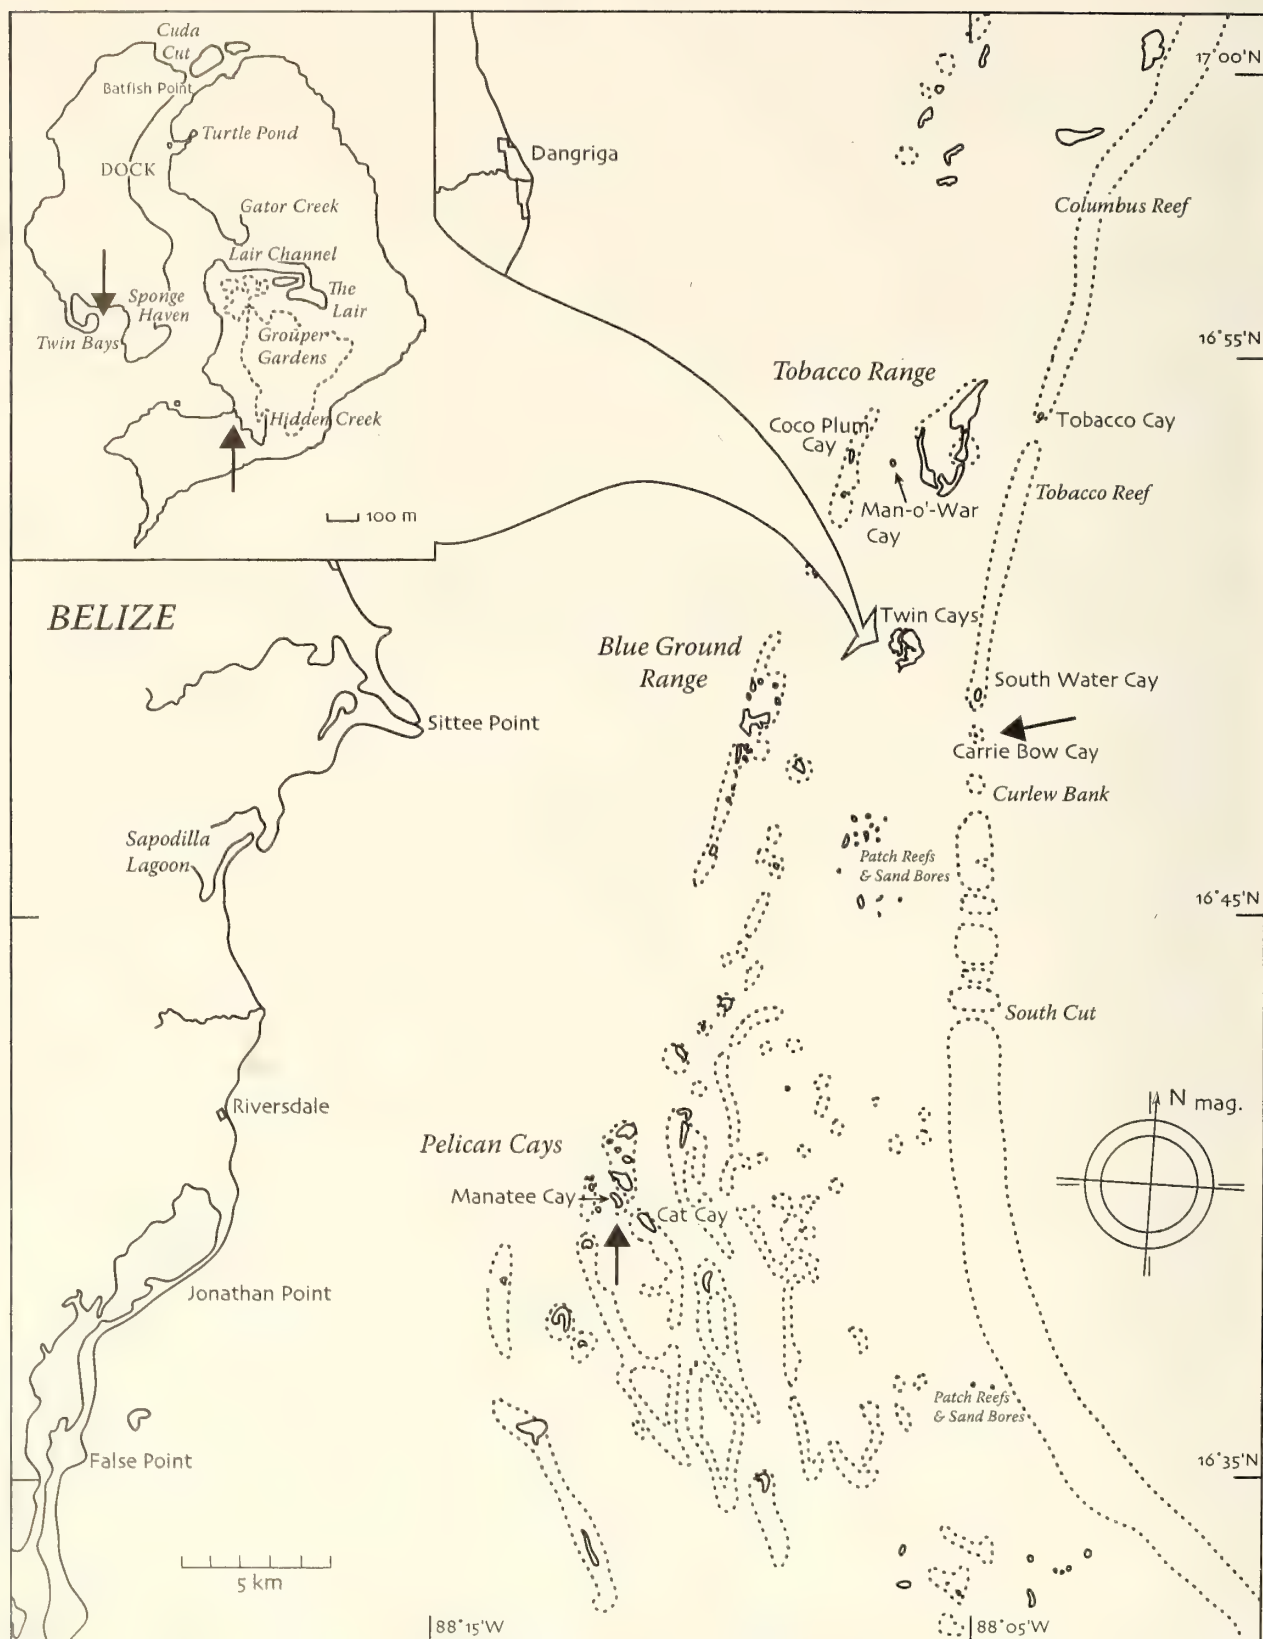 Cuda
Cut
Batfish Point
Turtle Pond
DOCK
Gator Creek
Lair Channel
The
Lair
Sponge
Haven
Twin Bays
Grouper
Gardens
Hidden Creek
100 m
17°00'N
Dangriga
Columbus Reef
16°55'N
Tobacco Range
Coco Plum
Cay
Tobacco Cay
Tobacco Reef
Man-o'-War
Cay
BELIZE
Twin Cays
Blue Ground
Range
South Water Cay
Sittee Point
Carrie Bow Cay
Curlew Bank
Sapodilla
Lagoon
Patch Reefs
& Sand Bores
16°45'N
South Cut
Riversdale
N mag.
Pelican Cays
Manatee Cay
Cat Cay
Jonathan Point
Patch Reefs
& Sand Bores
False Point
16°35'N
5 km
88°15'W
88°05'W